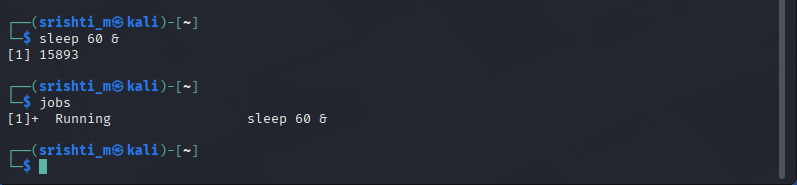 ┌──(srishti_m㉿kali)-[~]
└─$ sleep 60 &
[1] 15893
┌──(srishti_m㉿kali)-[~]
└─$ jobs
[1]+  Running                 sleep 60 &
┌──(srishti_m㉿kali)-[~]
└─$